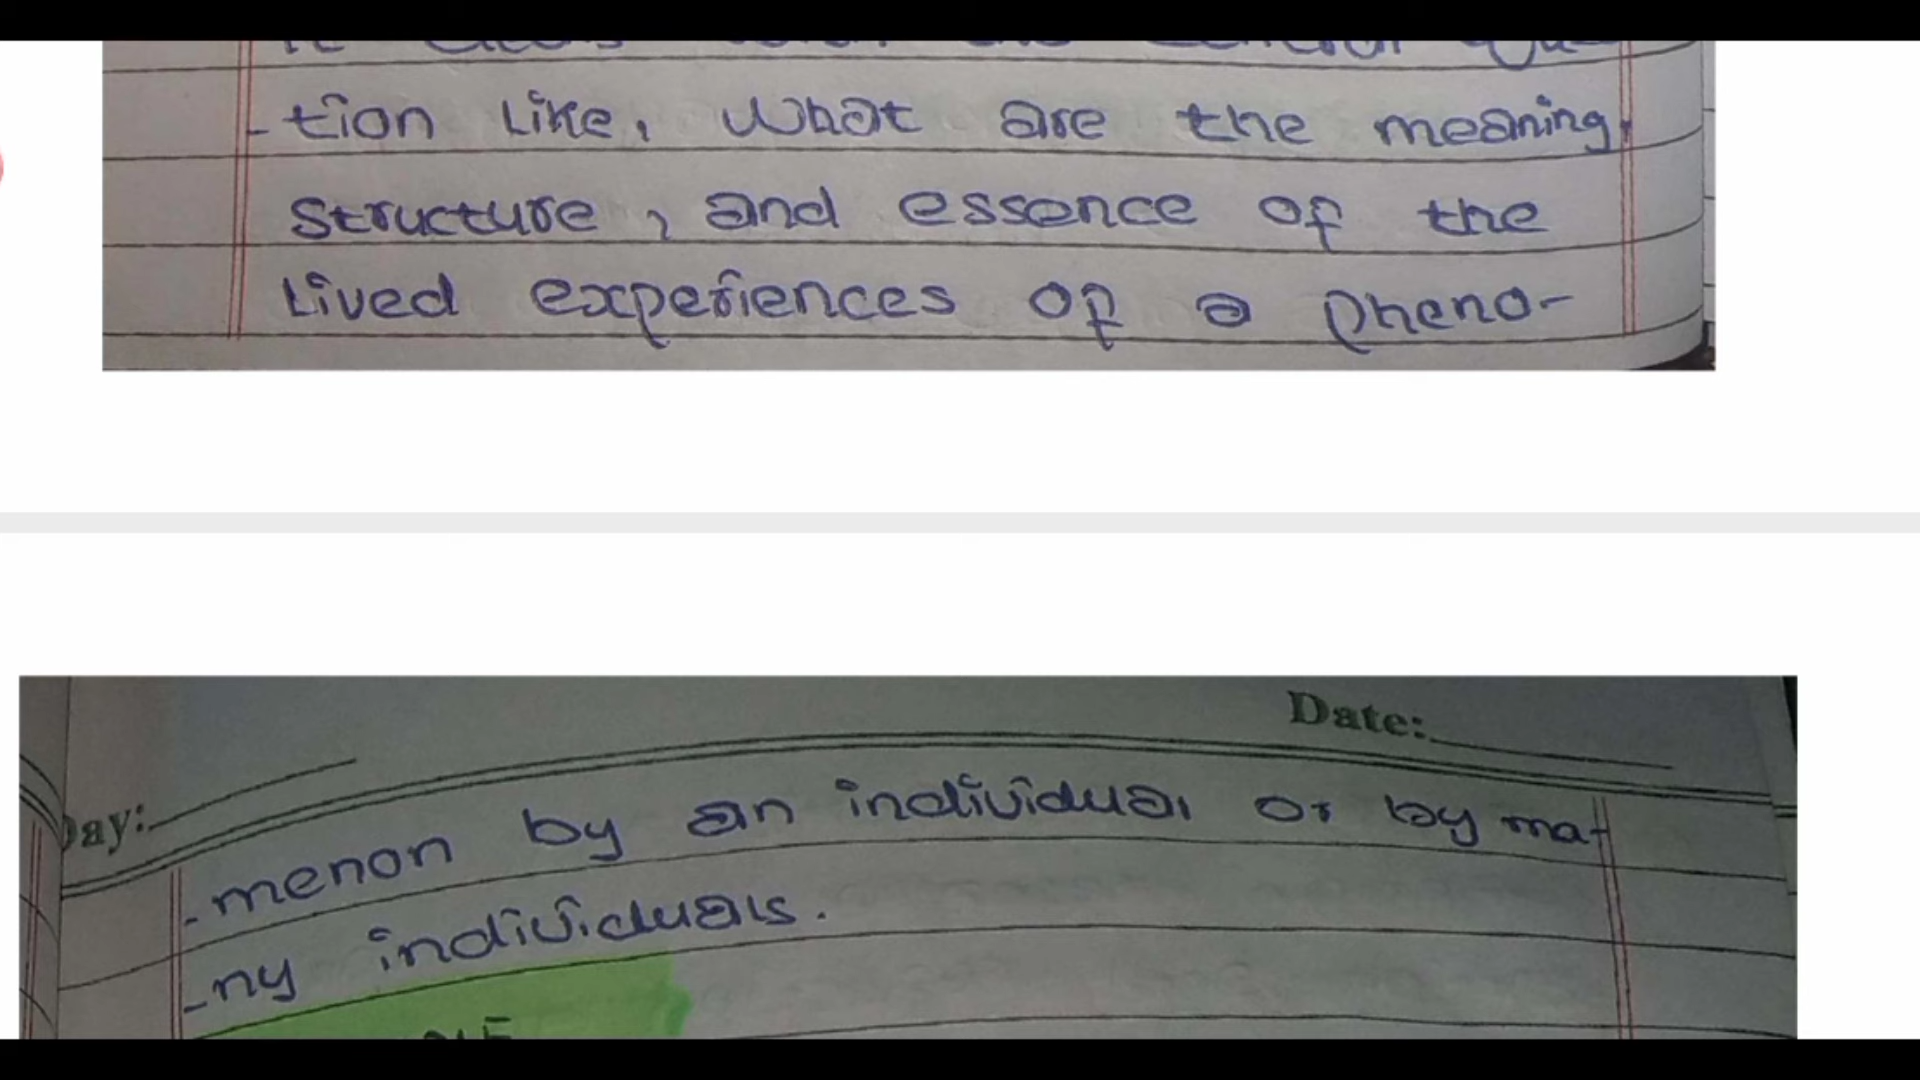 -tion like, what are the meaning,
structure, and essence of the
lived experiences of a pheno-
Date:
Day:
-menon by an individual or by ma-
-ny individuals.